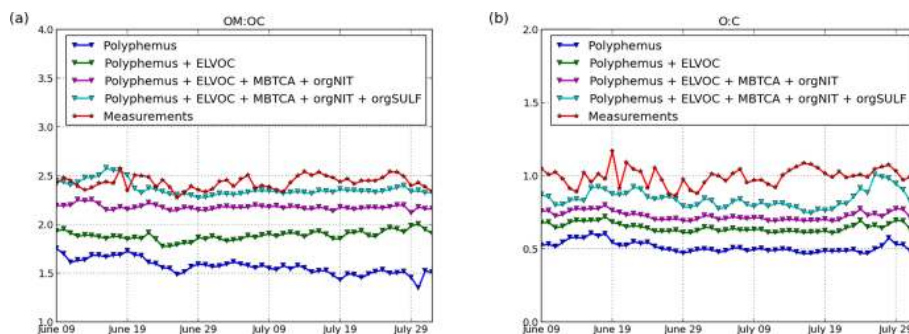 (a)
OM:OC
4.0
3.5
3.0
2.5
2.0
1.5
1.0
Polyphemus
Polyphemus + ELVOC
Polyphemus + ELVOC + MBTCA + orgNIT
Polyphemus + ELVOC + MBTCA + orgNIT + orgSULF
Measurements
June 09 June 19 June 29 July 09 July 19 July 29
(b)
O:C
2.0
1.5
1.0
0.5
0.0
Polyphemus
Polyphemus + ELVOC
Polyphemus + ELVOC + MBTCA + orgNIT
Polyphemus + ELVOC + MBTCA + orgNIT + orgSULF
Measurements
June 09 June 19 June 29 July 09 July 19 July 29